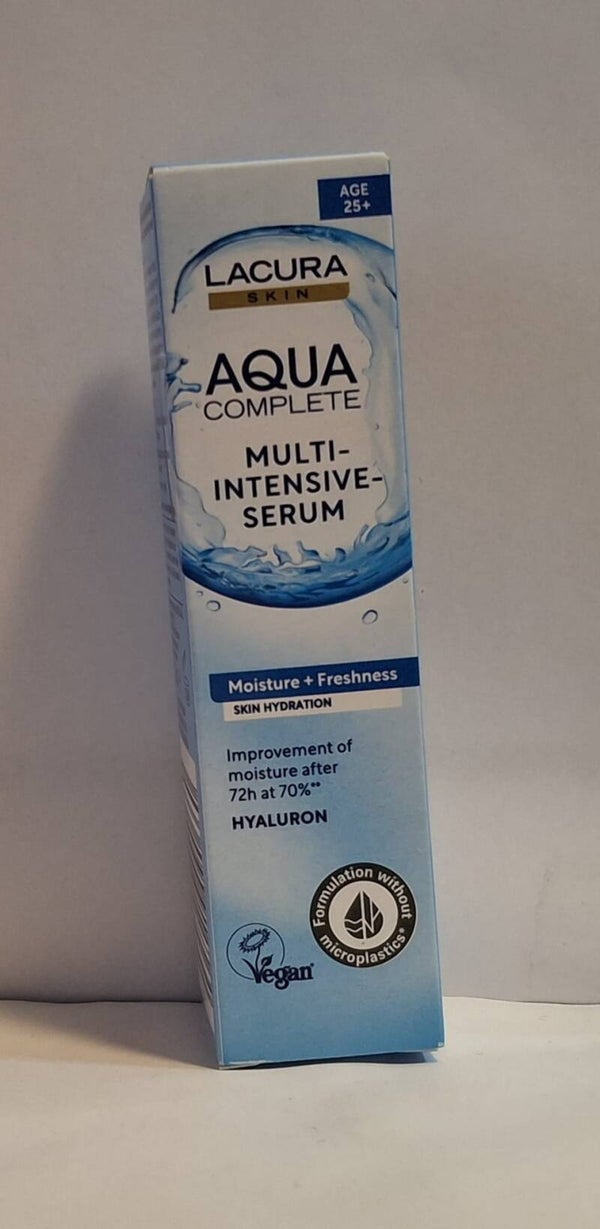 AGE
25+
LACURA
SKIN
AQUA
COMPLETE
MULTI-
INTENSIVE-
SERUM
Moisture + Freshness
SKIN HYDRATION
Improvement of
moisture after
72h at 70%**
HYALURON
Formulation without
microplastics*
Vegan